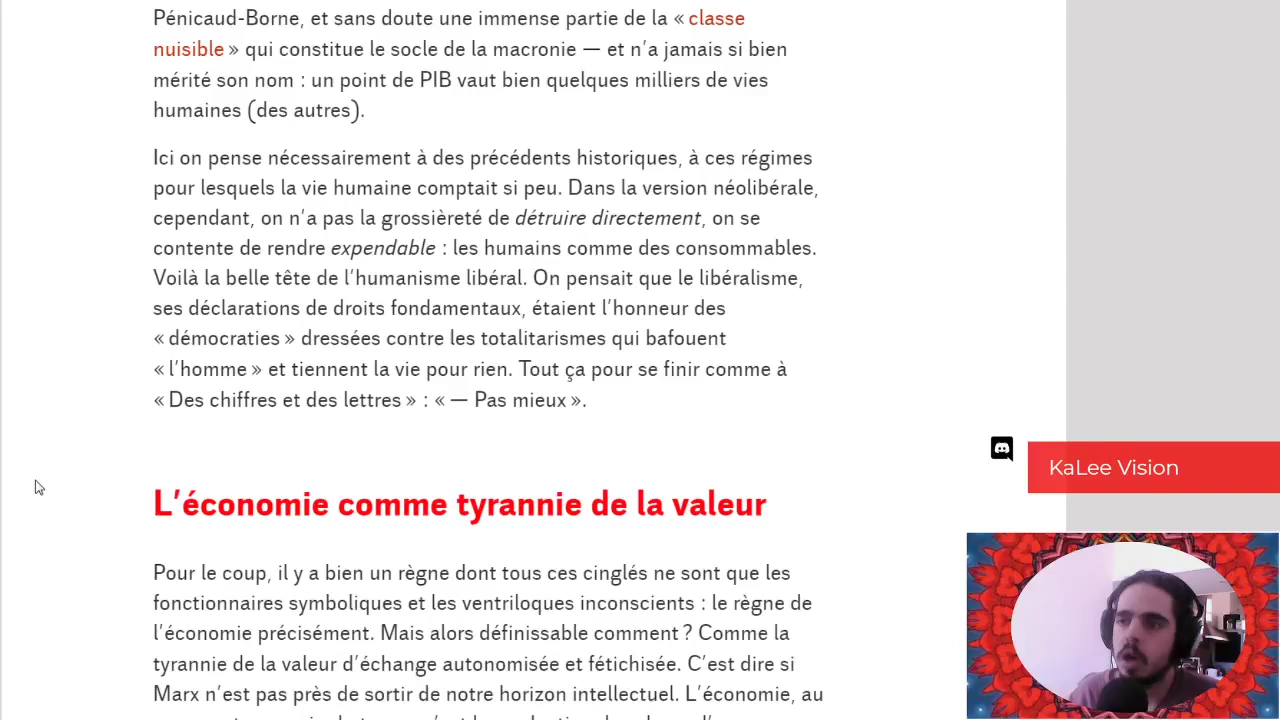 Pénicaud-Borne, et sans doute une immense partie de la « classe
nuisible » qui constitue le socle de la macronie — et n’a jamais si bien
mérité son nom : un point de PIB vaut bien quelques milliers de vies
humaines (des autres).
Ici on pense nécessairement à des précédents historiques, à ces régimes
pour lesquels la vie humaine comptait si peu. Dans la version néolibérale,
cependant, on n’a pas la grossièreté de détruire directement, on se
contente de rendre expendable : les humains comme des consommables.
Voilà la belle tête de l’humanisme libéral. On pensait que le libéralisme,
ses déclarations de droits fondamentaux, étaient l’honneur des
« démocraties » dressées contre les totalitarismes qui bafouent
« l’homme » et tiennent la vie pour rien. Tout ça pour se finir comme à
« Des chiffres et des lettres » : « — Pas mieux ».
KaLee Vision
L’économie comme tyrannie de la valeur
Pour le coup, il y a bien un règne dont tous ces cinglés ne sont que les
fonctionnaires symboliques et les ventriloques inconscients : le règne de
l’économie précisément. Mais alors définissable comment ? Comme la
tyrannie de la valeur d’échange autonomisée et fétichisée. C’est dire si
Marx n’est pas près de sortir de notre horizon intellectuel. L’économie, au